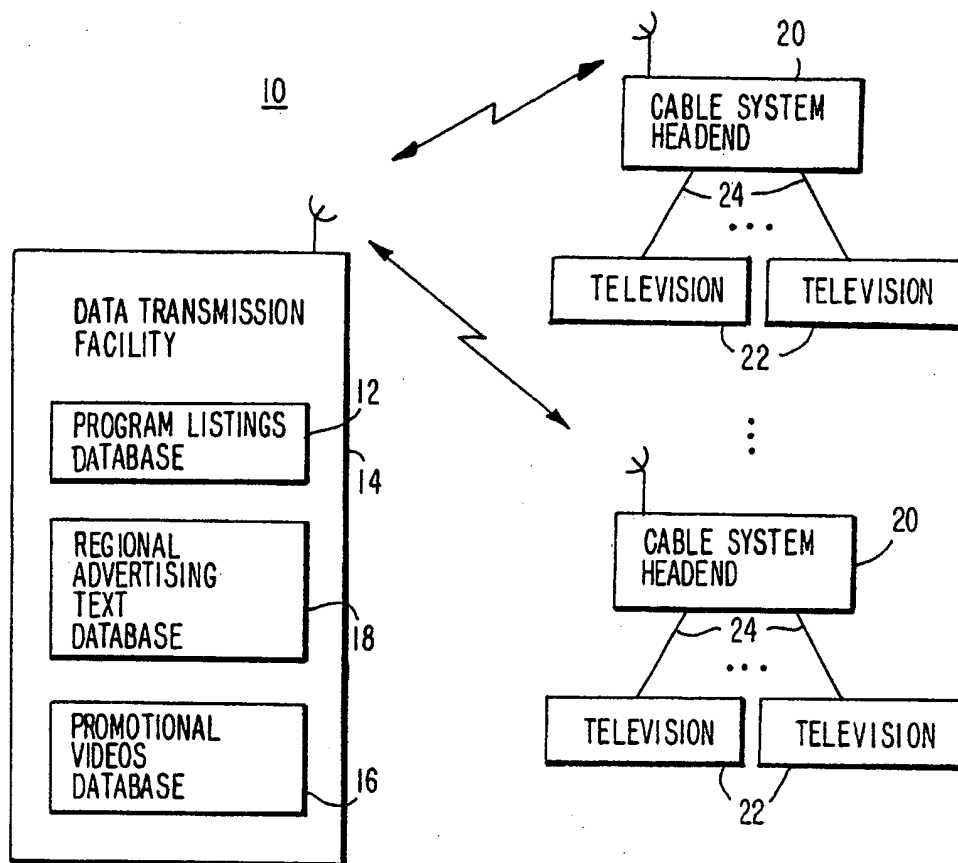 10
DATA TRANSMISSION
FACILITY
12
PROGRAM LISTINGS
DATABASE
14
REGIONAL
ADVERTISING
TEXT
DATABASE
18
PROMOTIONAL
VIDEOS
DATABASE
16
20
CABLE SYSTEM
HEADEND
24
...
TELEVISION
TELEVISION
22
...
20
CABLE SYSTEM
HEADEND
24
...
TELEVISION
TELEVISION
22